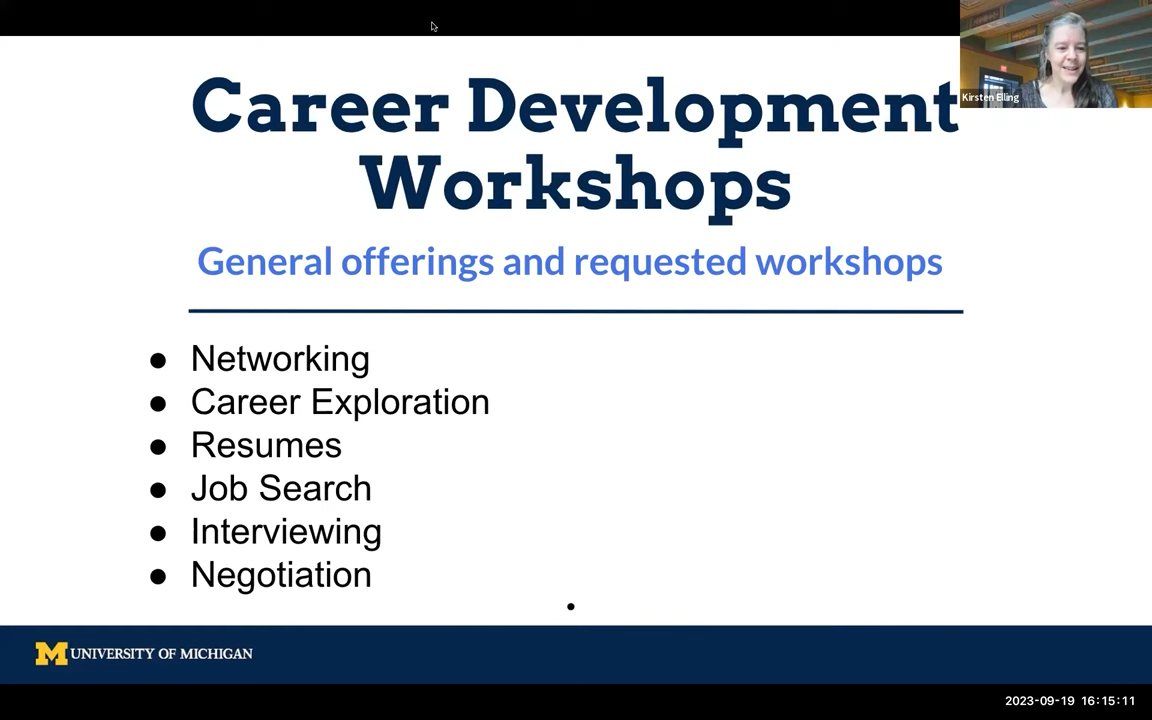 Career Development
Workshops
Kirsten Elling
General offerings and requested workshops
● Networking
● Career Exploration
● Resumes
● Job Search
● Interviewing
● Negotiation
•
M UNIVERSITY OF MICHIGAN
2023-09-19 16:15:11